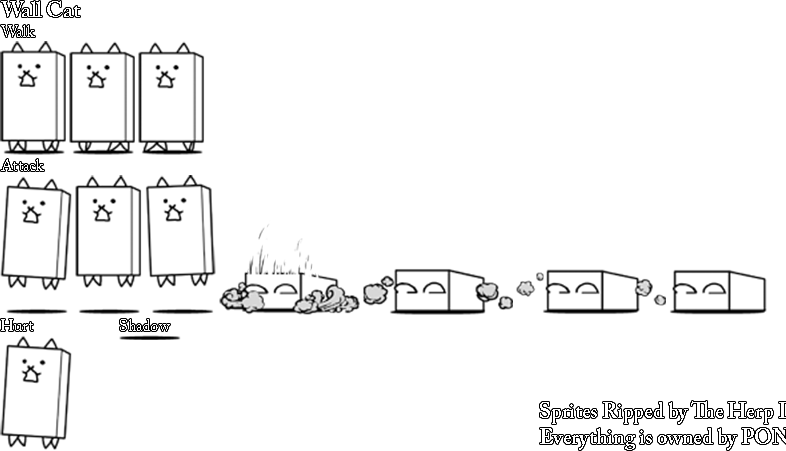 Wall Cat
Walk
Attack
Hurt
Shadow
Sprites Ripped by The Herp
Everything is owned by PON